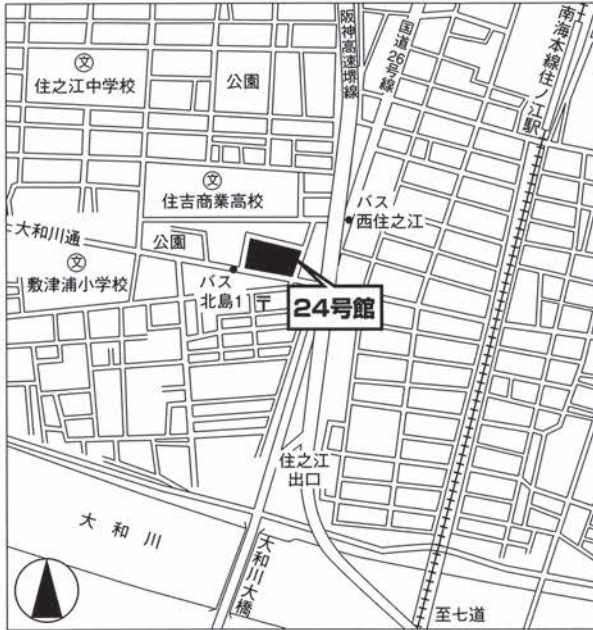 阪神高速堺線
国道26号線
南海本線住ノ江駅
文
住之江中学校
公園
文
住吉商業高校
バス
西住之江
大和川通
公園
文
敷津浦小学校
バス
北島1
〒
24号館
住之江
出口
大和川
大和川大橋
至七道